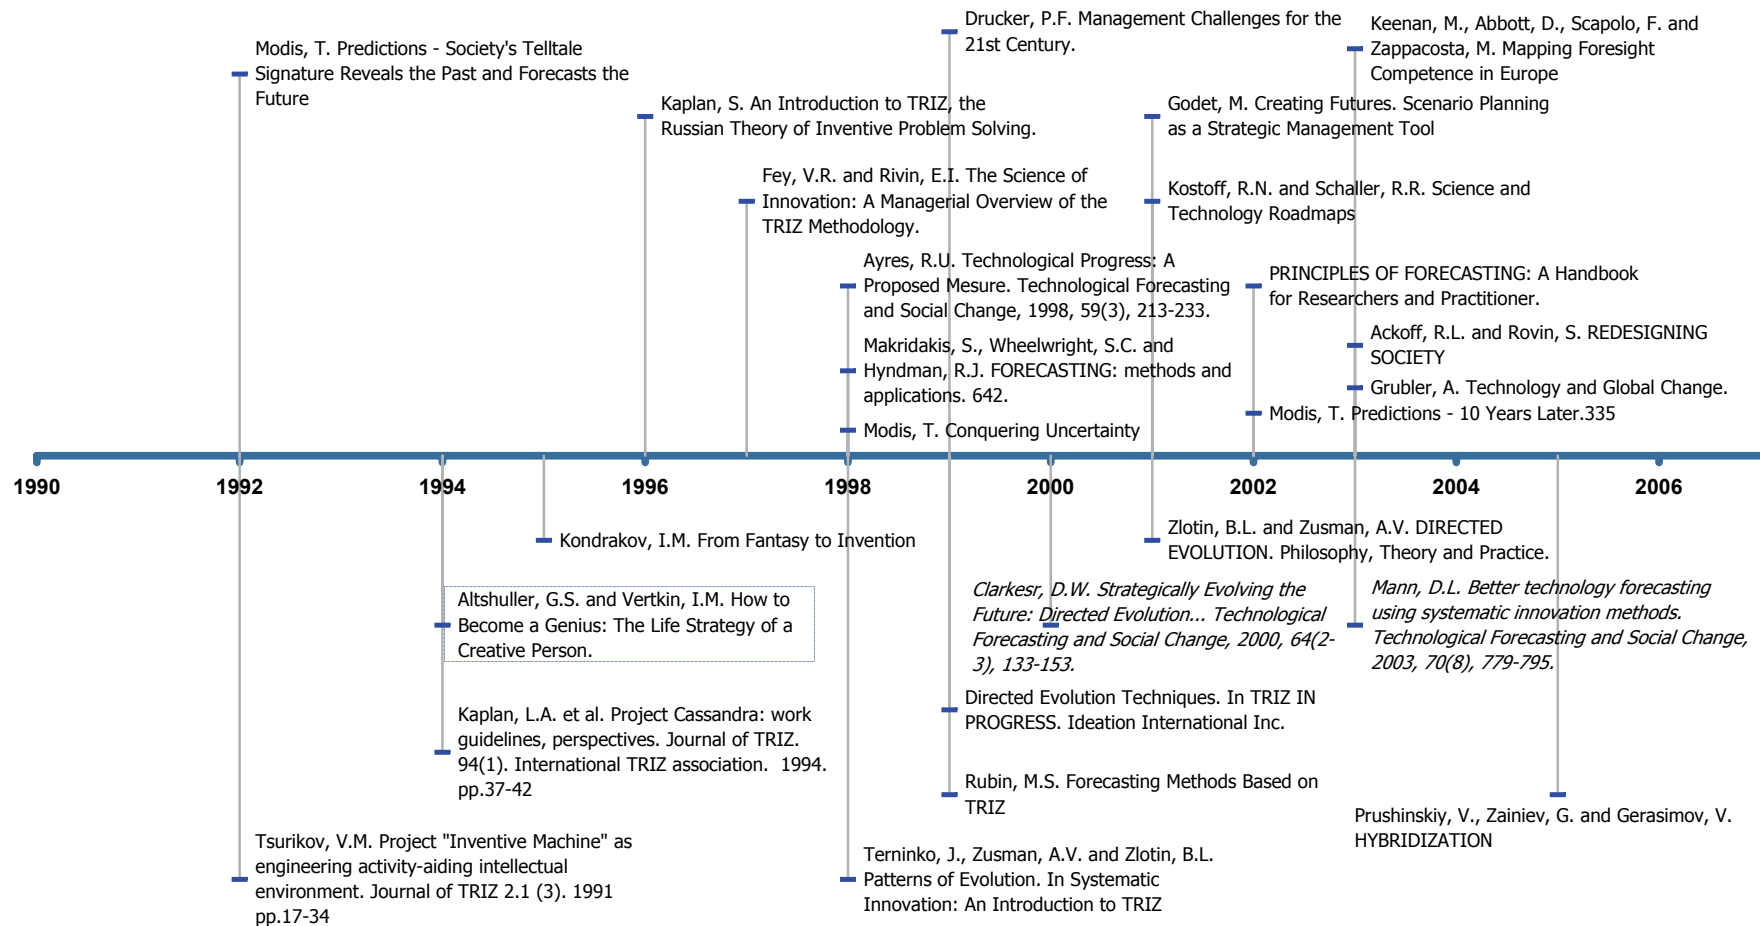 Drucker, P.F. Management Challenges for the
21st Century.
Keenan, M., Abbott, D., Scapolo, F. and
Zappacosta, M. Mapping Foresight
Competence in Europe
Modis, T. Predictions - Society's Telltale
Signature Reveals the Past and Forecasts the
Future
Kaplan, S. An Introduction to TRIZ, the
Russian Theory of Inventive Problem Solving.
Godet, M. Creating Futures. Scenario Planning
as a Strategic Management Tool
Fey, V.R. and Rivin, E.I. The Science of
Innovation: A Managerial Overview of the
TRIZ Methodology.
Kostoff, R.N. and Schaller, R.R. Science and
Technology Roadmaps
Ayres, R.U. Technological Progress: A
Proposed Mesure. Technological Forecasting
and Social Change, 1998, 59(3), 213-233.
PRINCIPLES OF FORECASTING: A Handbook
for Researchers and Practitioner.
Makridakis, S., Wheelwright, S.C. and
Hyndman, R.J. FORECASTING: methods and
applications. 642.
Ackoff, R.L. and Rovin, S. REDESIGNING
SOCIETY
Grubler, A. Technology and Global Change.
Modis, T. Predictions - 10 Years Later.335
Modis, T. Conquering Uncertainty
1990 1992 1994 1996 1998 2000 2002 2004 2006
Kondrakov, I.M. From Fantasy to Invention
Zlotin, B.L. and Zusman, A.V. DIRECTED
EVOLUTION. Philosophy, Theory and Practice.
Altshuller, G.S. and Vertkin, I.M. How to
Become a Genius: The Life Strategy of a
Creative Person.
Clarkesr, D.W. Strategically Evolving the
Future: Directed Evolution... Technological
Forecasting and Social Change, 2000, 64(2-
3), 133-153.
Mann, D.L. Better technology forecasting
using systematic innovation methods.
Technological Forecasting and Social Change,
2003, 70(8), 779-795.
Kaplan, L.A. et al. Project Cassandra: work
guidelines, perspectives. Journal of TRIZ.
94(1). International TRIZ association.  1994.
pp.37-42
Directed Evolution Techniques. In TRIZ IN
PROGRESS. Ideation International Inc.
Rubin, M.S. Forecasting Methods Based on
TRIZ
Prushinskiy, V., Zainiev, G. and Gerasimov, V.
HYBRIDIZATION
Tsurikov, V.M. Project "Inventive Machine" as
engineering activity-aiding intellectual
environment. Journal of TRIZ 2.1 (3). 1991
pp.17-34
Terninko, J., Zusman, A.V. and Zlotin, B.L.
Patterns of Evolution. In Systematic
Innovation: An Introduction to TRIZ